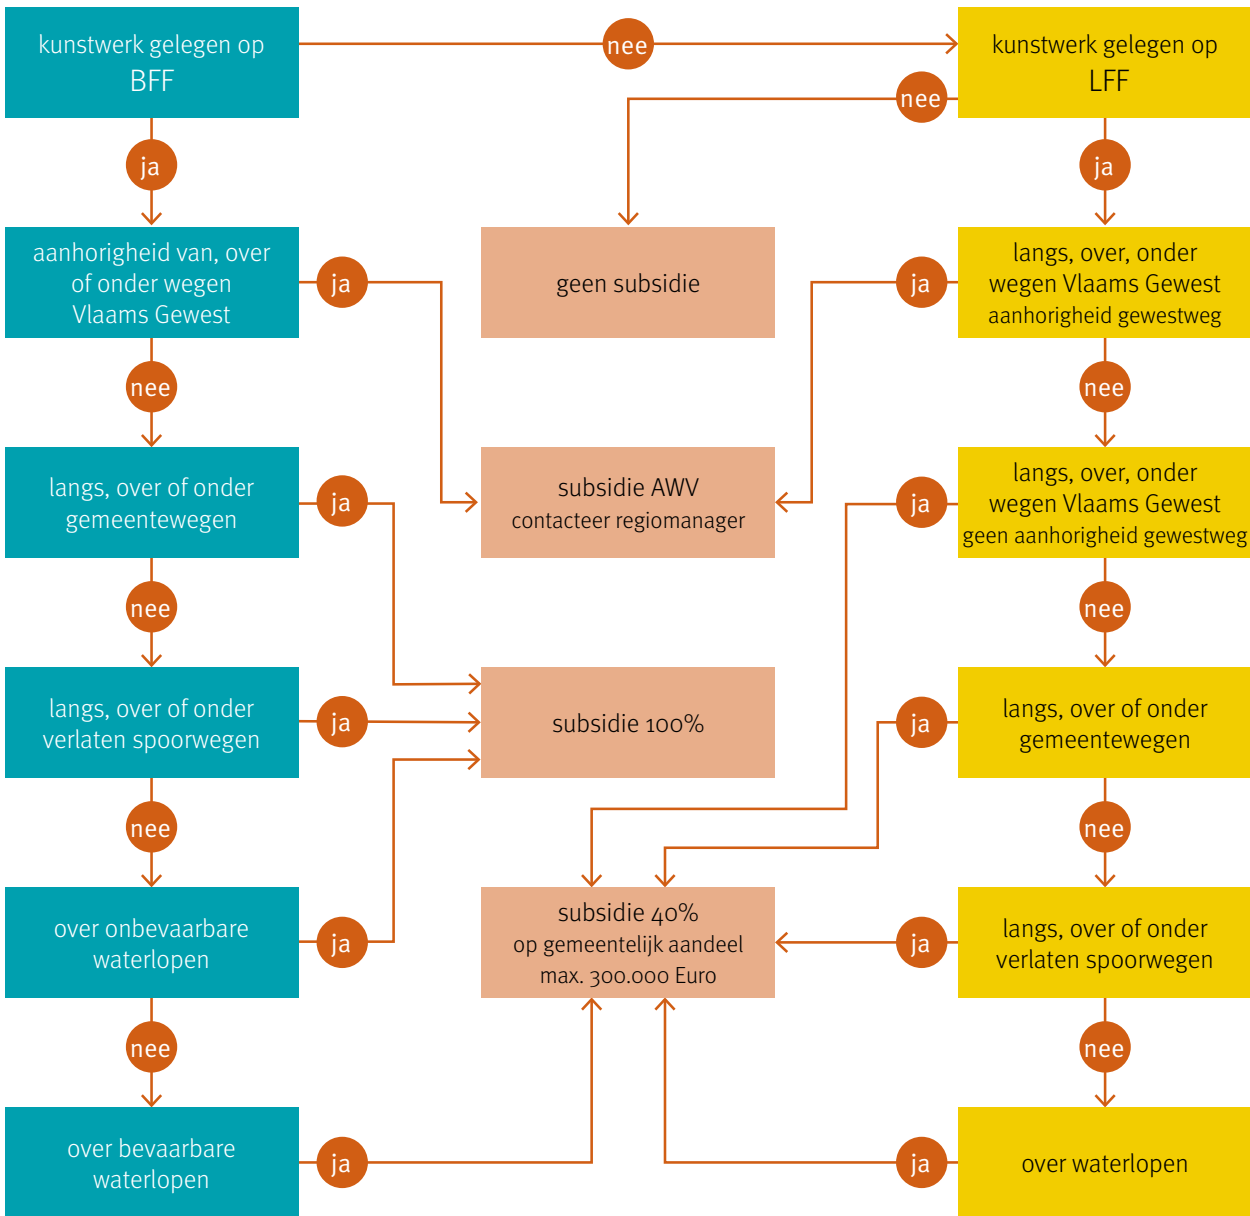 kunstwerk gelegen op
BFF
nee
kunstwerk gelegen op
LFF
nee
ja
ja
aanhorigheid van, over
of onder wegen
Vlaams Gewest
ja
geen subsidie
ja
langs, over, onder
wegen Vlaams Gewest
aanhorigheid gewestweg
nee
nee
langs, over of onder
gemeentewegen
ja
subsidie AWV
contacteer regiomanager
ja
langs, over, onder
wegen Vlaams Gewest
geen aanhorigheid gewestweg
nee
nee
langs, over of onder
verlaten spoorwegen
ja
subsidie 100%
ja
langs, over of onder
gemeentewegen
nee
nee
over onbevaarbare
waterlopen
ja
subsidie 40%
op gemeentelijk aandeel
max. 300.000 Euro
ja
langs, over of onder
verlaten spoorwegen
nee
nee
over bevaarbare
waterlopen
ja
ja
over waterlopen